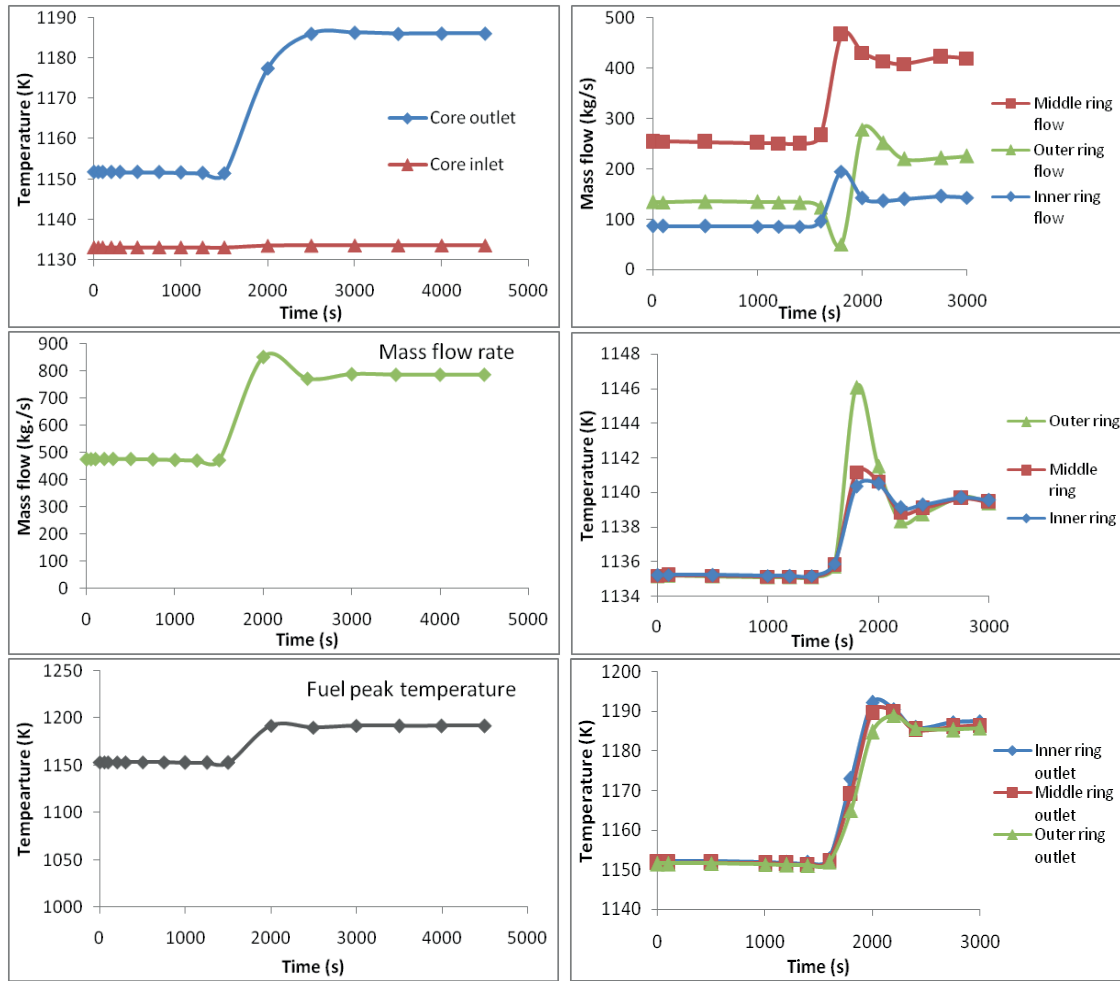 1190
1180
1170
1160
1150
1140
1130
Temperature (K)
Core outlet
Core inlet
0
1000
2000
3000
4000
5000
Time (s)
500
400
300
200
100
0
Mass flow (kg/s)
Middle ring
flow
Outer ring
flow
Inner ring
flow
0
1000
2000
3000
Time (s)
900
800
700
600
500
400
300
200
100
0
Mass flow (kg./s)
Mass flow rate
0
1000
2000
3000
4000
5000
Time (s)
1148
1146
1144
1142
1140
1138
1136
1134
Temperature (K)
Outer ring
Middle
ring
Inner ring
0
1000
2000
3000
Time (s)
1250
1200
1150
1100
1050
1000
Tempearture (K)
Fuel peak temperature
0
1000
2000
3000
4000
5000
Time (s)
1200
1190
1180
1170
1160
1150
1140
Temperature (K)
Inner ring
outlet
Middle ring
outlet
Outer ring
outlet
0
1000
2000
3000
Time (s)